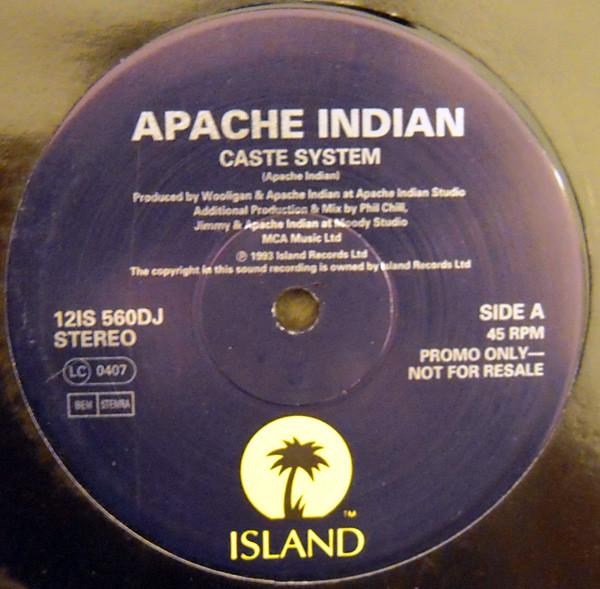 APACHE INDIAN
CASTE SYSTEM
(Apache Indian)
Produced by Wooligan & Apache Indian at Apache Indian Studio
Additional Production & Mix by Phil Chill,
Jimmy & Apache Indian at Moody Studio
MCA Music Ltd
℗ 1993 Island Records Ltd
The copyright in this sound recording is owned by Island Records Ltd
12IS 560DJ
STEREO
LC 0407
BIEM STEMRA
SIDE A
45 RPM
PROMO ONLY—
NOT FOR RESALE
TM
ISLAND